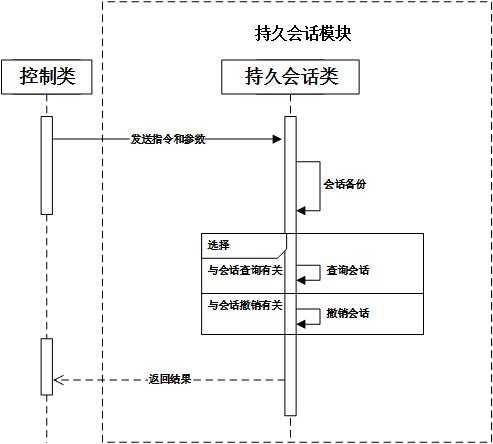 持久会话模块
控制类
持久会话类
发送指令和参数
会话备份
选择
与会话查询有关
查询会话
与会话撤销有关
撤销会话
返回结果